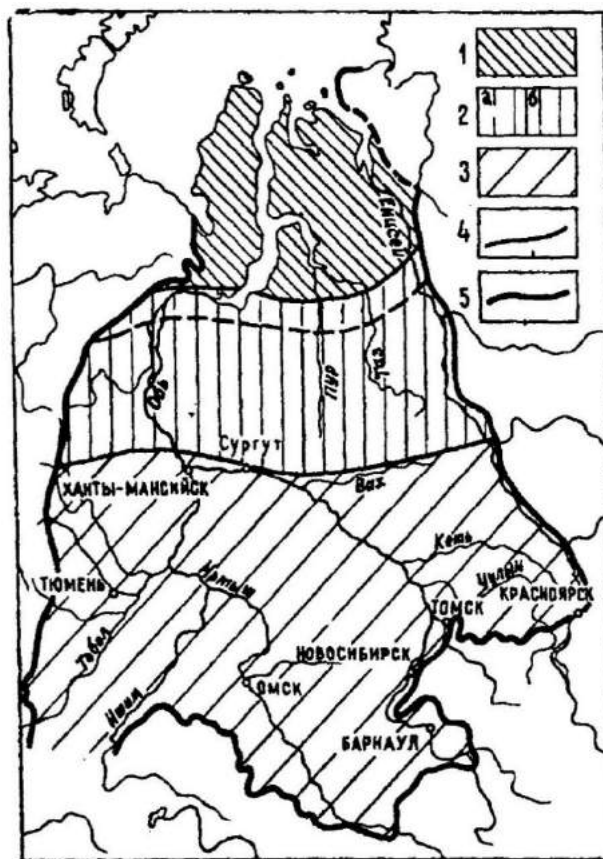 1
а б
2
3
4
5
ЕНИСЕЙ
Обь
Пур
Таз
Сургут
ХАНТЫ-МАНСИЙСК
Вах
Кеть
Чулым
КРАСНОЯРСК
ТЮМЕНЬ
Иртыш
ТОМСК
Тобол
НОВОСИБИРСК
ОМСК
Ишим
БАРНАУЛ